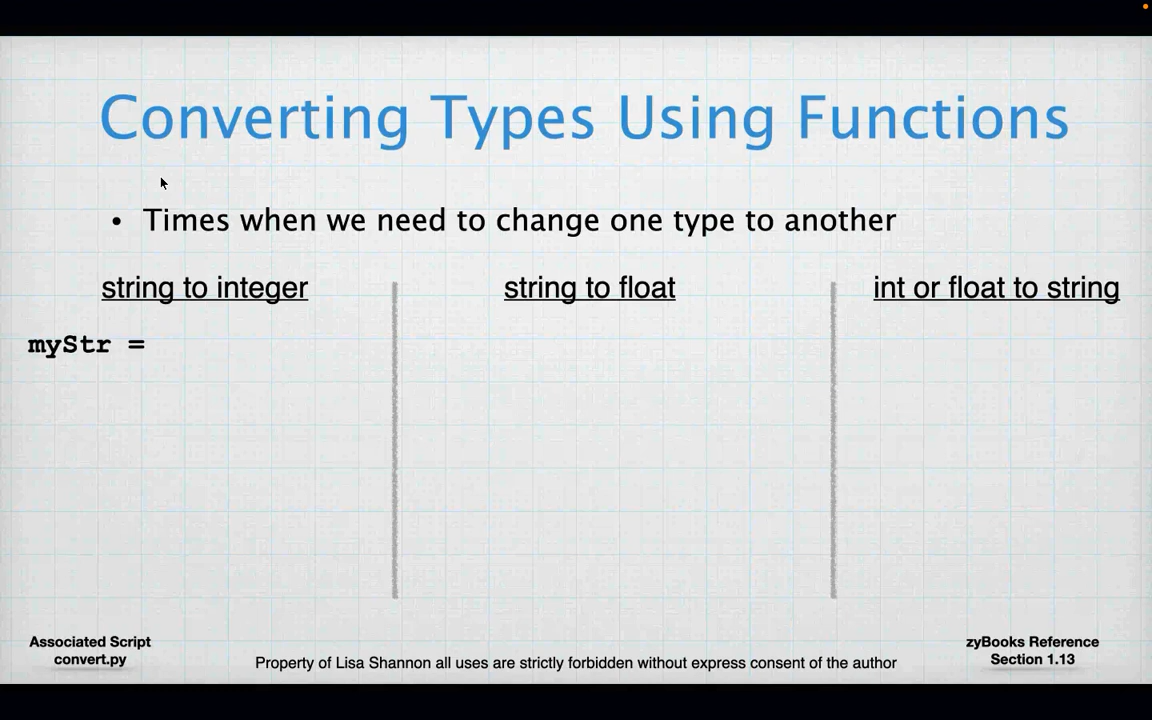 Converting Types Using Functions
• Times when we need to change one type to another
string to integer
string to float
int or float to string
myStr =
Associated Script
convert.py
Property of Lisa Shannon all uses are strictly forbidden without express consent of the author
zyBooks Reference
Section 1.13